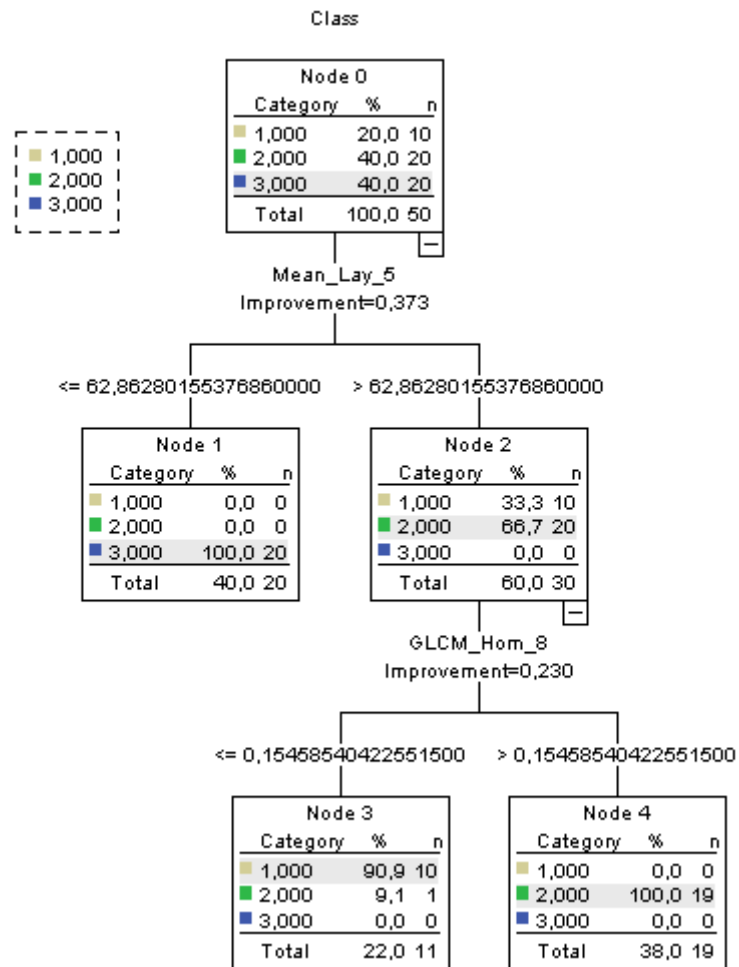 Class
1,000
2,000
3,000
Node 0
Category % n
1,000 20,0 10
2,000 40,0 20
3,000 40,0 20
Total 100,0 50
Mean_Lay_5
Improvement=0,373
<= 62,86280155376860000 > 62,86280155376860000
Node 1
Category % n
1,000 0,0 0
2,000 0,0 0
3,000 100,0 20
Total 40,0 20
Node 2
Category % n
1,000 33,3 10
2,000 66,7 20
3,000 0,0 0
Total 60,0 30
GLCM_Hom_8
Improvement=0,230
<= 0,15458540422551500 > 0,15458540422551500
Node 3
Category % n
1,000 90,9 10
2,000 9,1 1
3,000 0,0 0
Total 22,0 11
Node 4
Category % n
1,000 0,0 0
2,000 100,0 19
3,000 0,0 0
Total 38,0 19